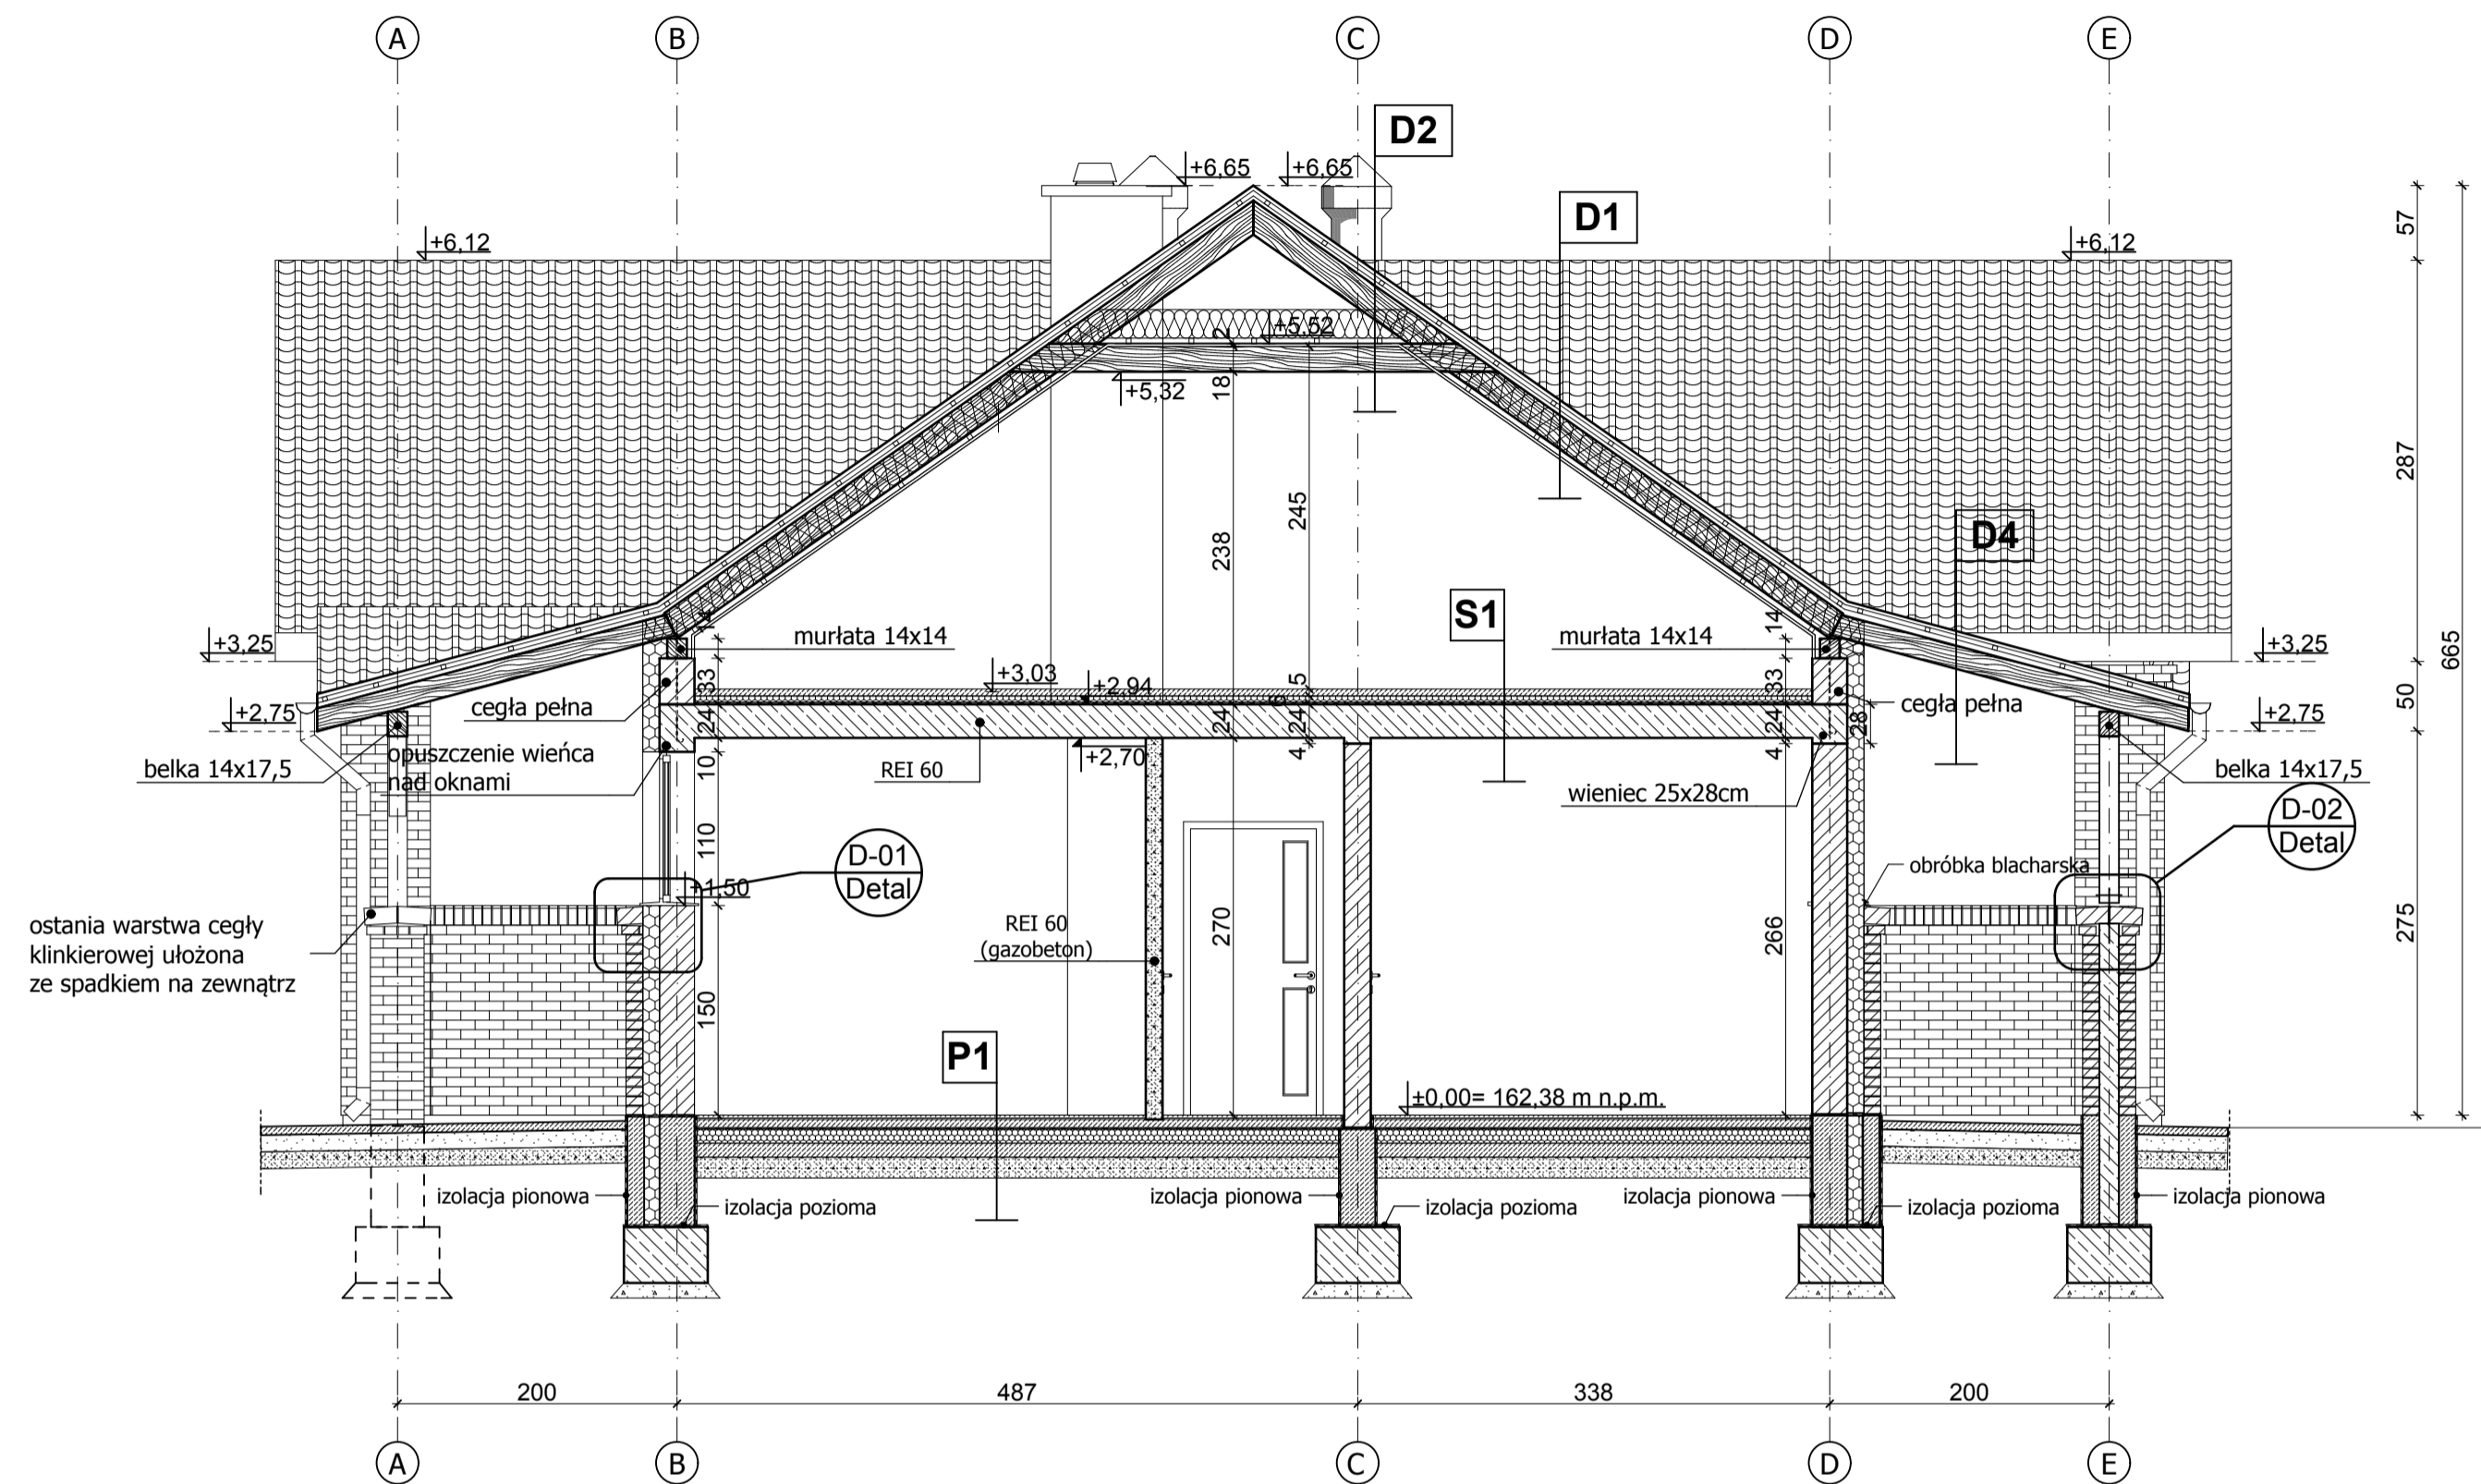 A B C D E
D2
+6,65 +6,65
D1
+6,12 +6,12
57
+5,52
2
+5,32
18
287
245
238
D4
S1
665
14 murłata 14x14 murłata 14x14 14
+3,25 +3,25
+3,03 5
33 33
+2,94
cegła pełna cegła pełna
50
+2,75 +2,75
24 24 24 24 28
opuszczenie wieńca
nad oknami
+2,70
4 4
10
belka 14x17,5 REI 60 belka 14x17,5
wieniec 25x28cm
D-02
Detal
110
D-01
Detal
obróbka blacharska
+1,50
ostania warstwa cegły
klinkierowej ułożona
ze spadkiem na zewnątrz
REI 60
(gazobeton)
270
266
275
150
P1
±0,00= 162,38 m n.p.m.
izolacja pionowa izolacja pionowa izolacja pionowa izolacja pionowa
izolacja pozioma izolacja pozioma izolacja pozioma
200 487 338 200
A B C D E